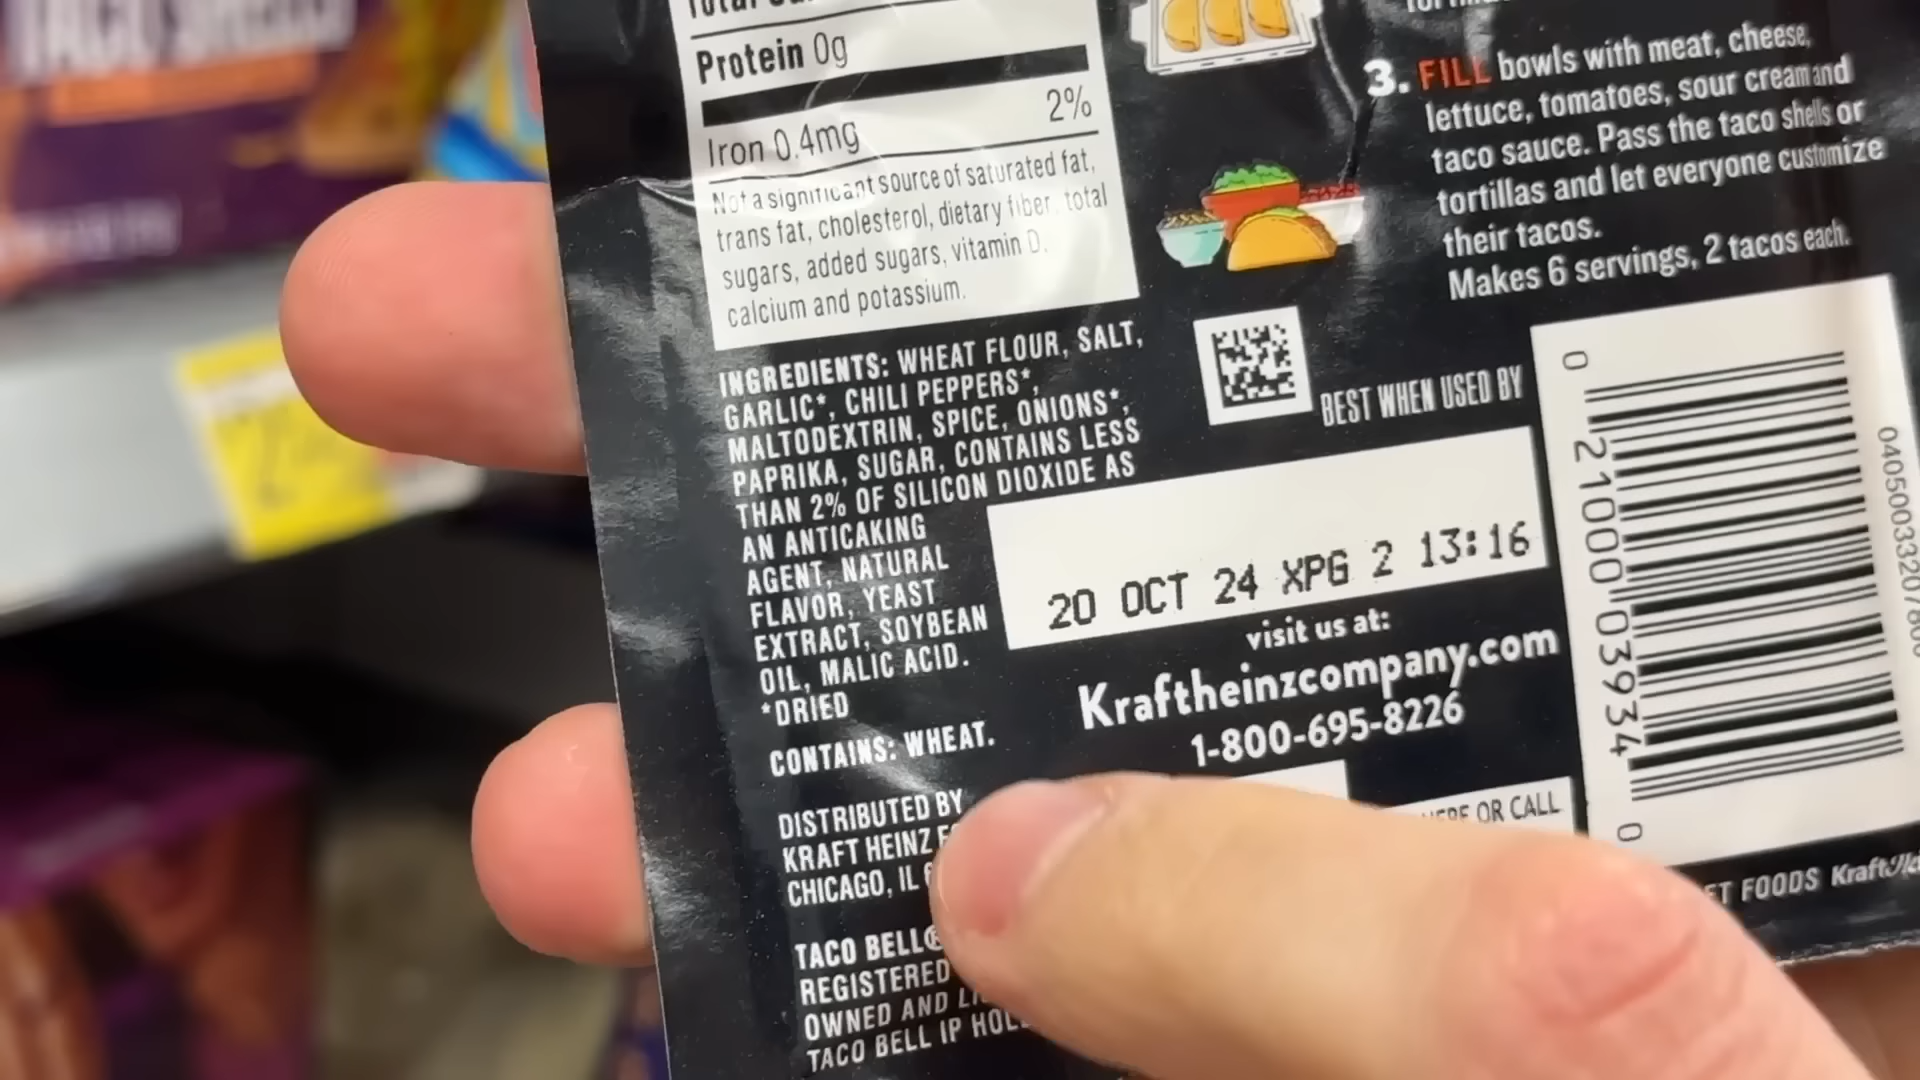 TACO SHELLS
Protein 0g
2%
Iron 0.4mg
Not a significant source of saturated fat,
trans fat, cholesterol, dietary fiber, total
sugars, added sugars, vitamin D,
calcium and potassium.
INGREDIENTS: WHEAT FLOUR, SALT,
GARLIC*, CHILI PEPPERS*,
MALTODEXTRIN, SPICE, ONIONS*,
PAPRIKA, SUGAR, CONTAINS LESS
THAN 2% OF SILICON DIOXIDE AS
AN ANTICAKING
AGENT, NATURAL
FLAVOR, YEAST
EXTRACT, SOYBEAN
OIL, MALIC ACID.
*DRIED
CONTAINS: WHEAT.
DISTRIBUTED BY
KRAFT HEINZ
CHICAGO, IL
TACO BELL®
REGISTERED
OWNED AND
TACO BELL IP
3. FILL bowls with meat, cheese,
lettuce, tomatoes, sour cream and
taco sauce. Pass the taco shells or
tortillas and let everyone customize
their tacos.
Makes 6 servings, 2 tacos each.
BEST WHEN USED BY
20 OCT 24 XPG 2 13:16
visit us at:
Kraftheinzcompany.com
1-800-695-8226
OR CALL
FOODS Kraft
0 21000 03934 0